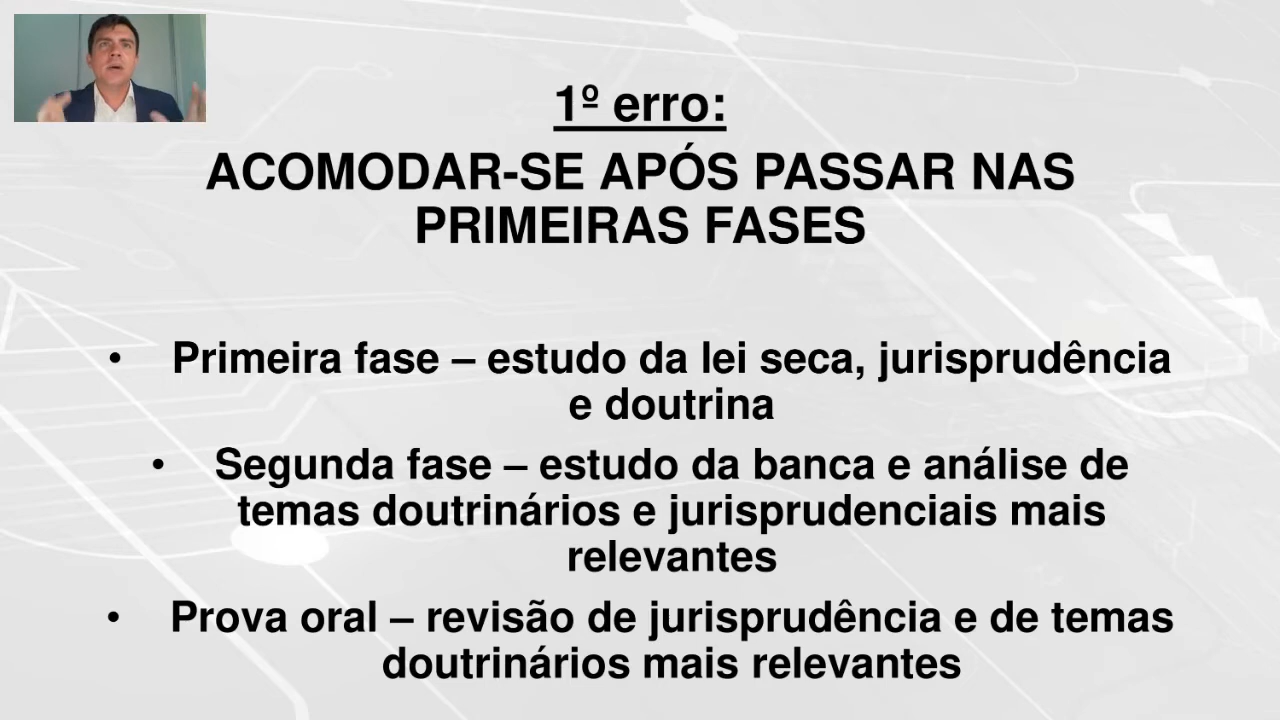 1º erro:
ACOMODAR-SE APÓS PASSAR NAS
PRIMEIRAS FASES
• Primeira fase – estudo da lei seca, jurisprudência
e doutrina
• Segunda fase – estudo da banca e análise de
temas doutrinários e jurisprudenciais mais
relevantes
• Prova oral – revisão de jurisprudência e de temas
doutrinários mais relevantes